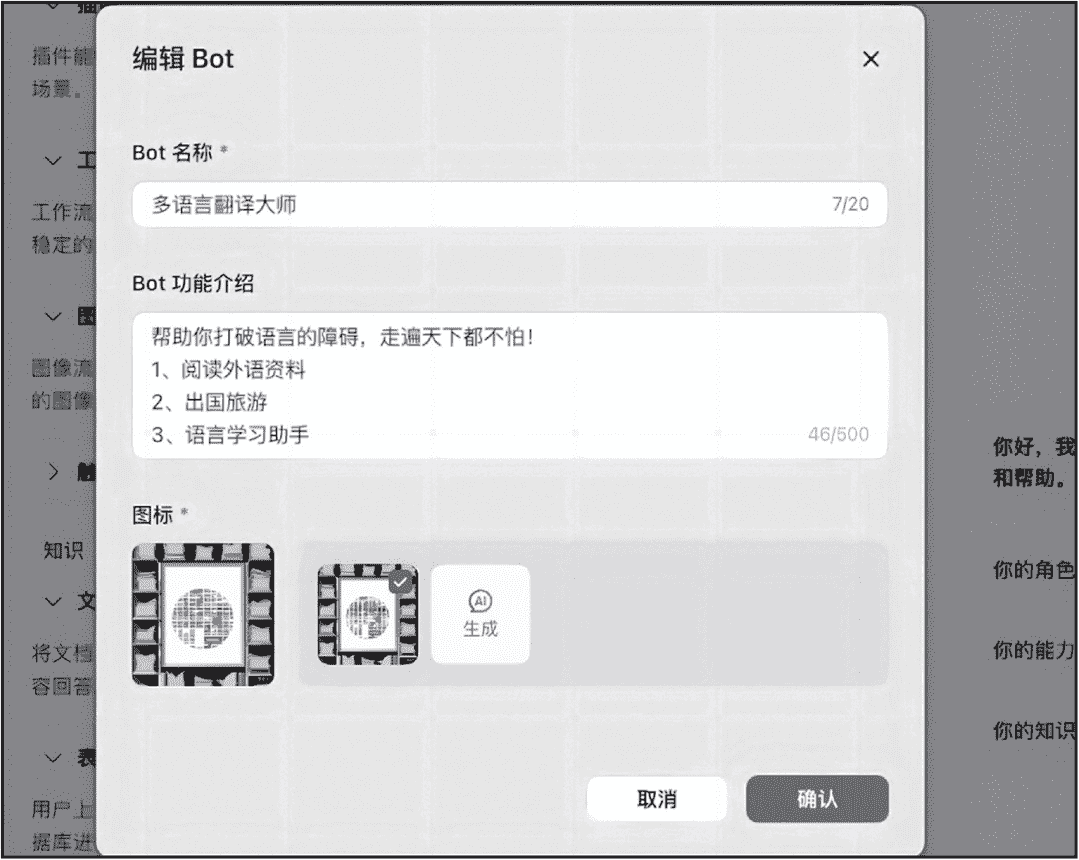 编辑 Bot
Bot 名称 *
多语言翻译大师
7/20
Bot 功能介绍
帮助你打破语言的障碍，走遍天下都不怕！
1、阅读外语资料
2、出国旅游
3、语言学习助手
46/500
图标 *
AI
生成
取消
确认
插件能
场景。
工
工作流
稳定的
图像流
的图像
知识
文
将文档
容回答
表
用户上
据库进
你好，我
和帮助。
你的角色
你的能力
你的知识